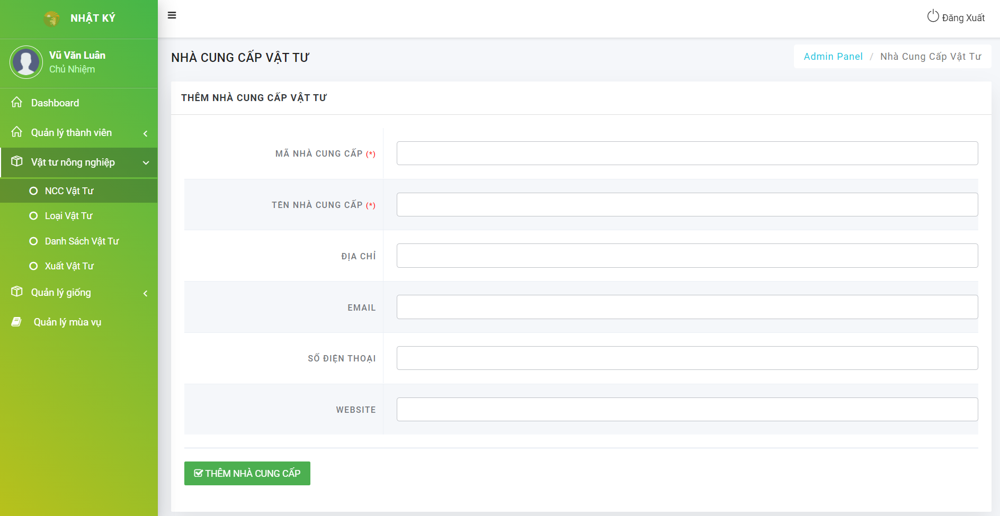 NHẬT KÝ
Vũ Văn Luân
Chủ Nhiệm
Dashboard
Quản lý thành viên
Vật tư nông nghiệp
NCC Vật Tư
Loại Vật Tư
Danh Sách Vật Tư
Xuất Vật Tư
Quản lý giống
Quản lý mùa vụ
Đăng Xuất
NHÀ CUNG CẤP VẬT TƯ
Admin Panel / Nhà Cung Cấp Vật Tư
THÊM NHÀ CUNG CẤP VẬT TƯ
MÃ NHÀ CUNG CẤP (*)
TÊN NHÀ CUNG CẤP (*)
ĐỊA CHỈ
EMAIL
SỐ ĐIỆN THOẠI
WEBSITE
THÊM NHÀ CUNG CẤP